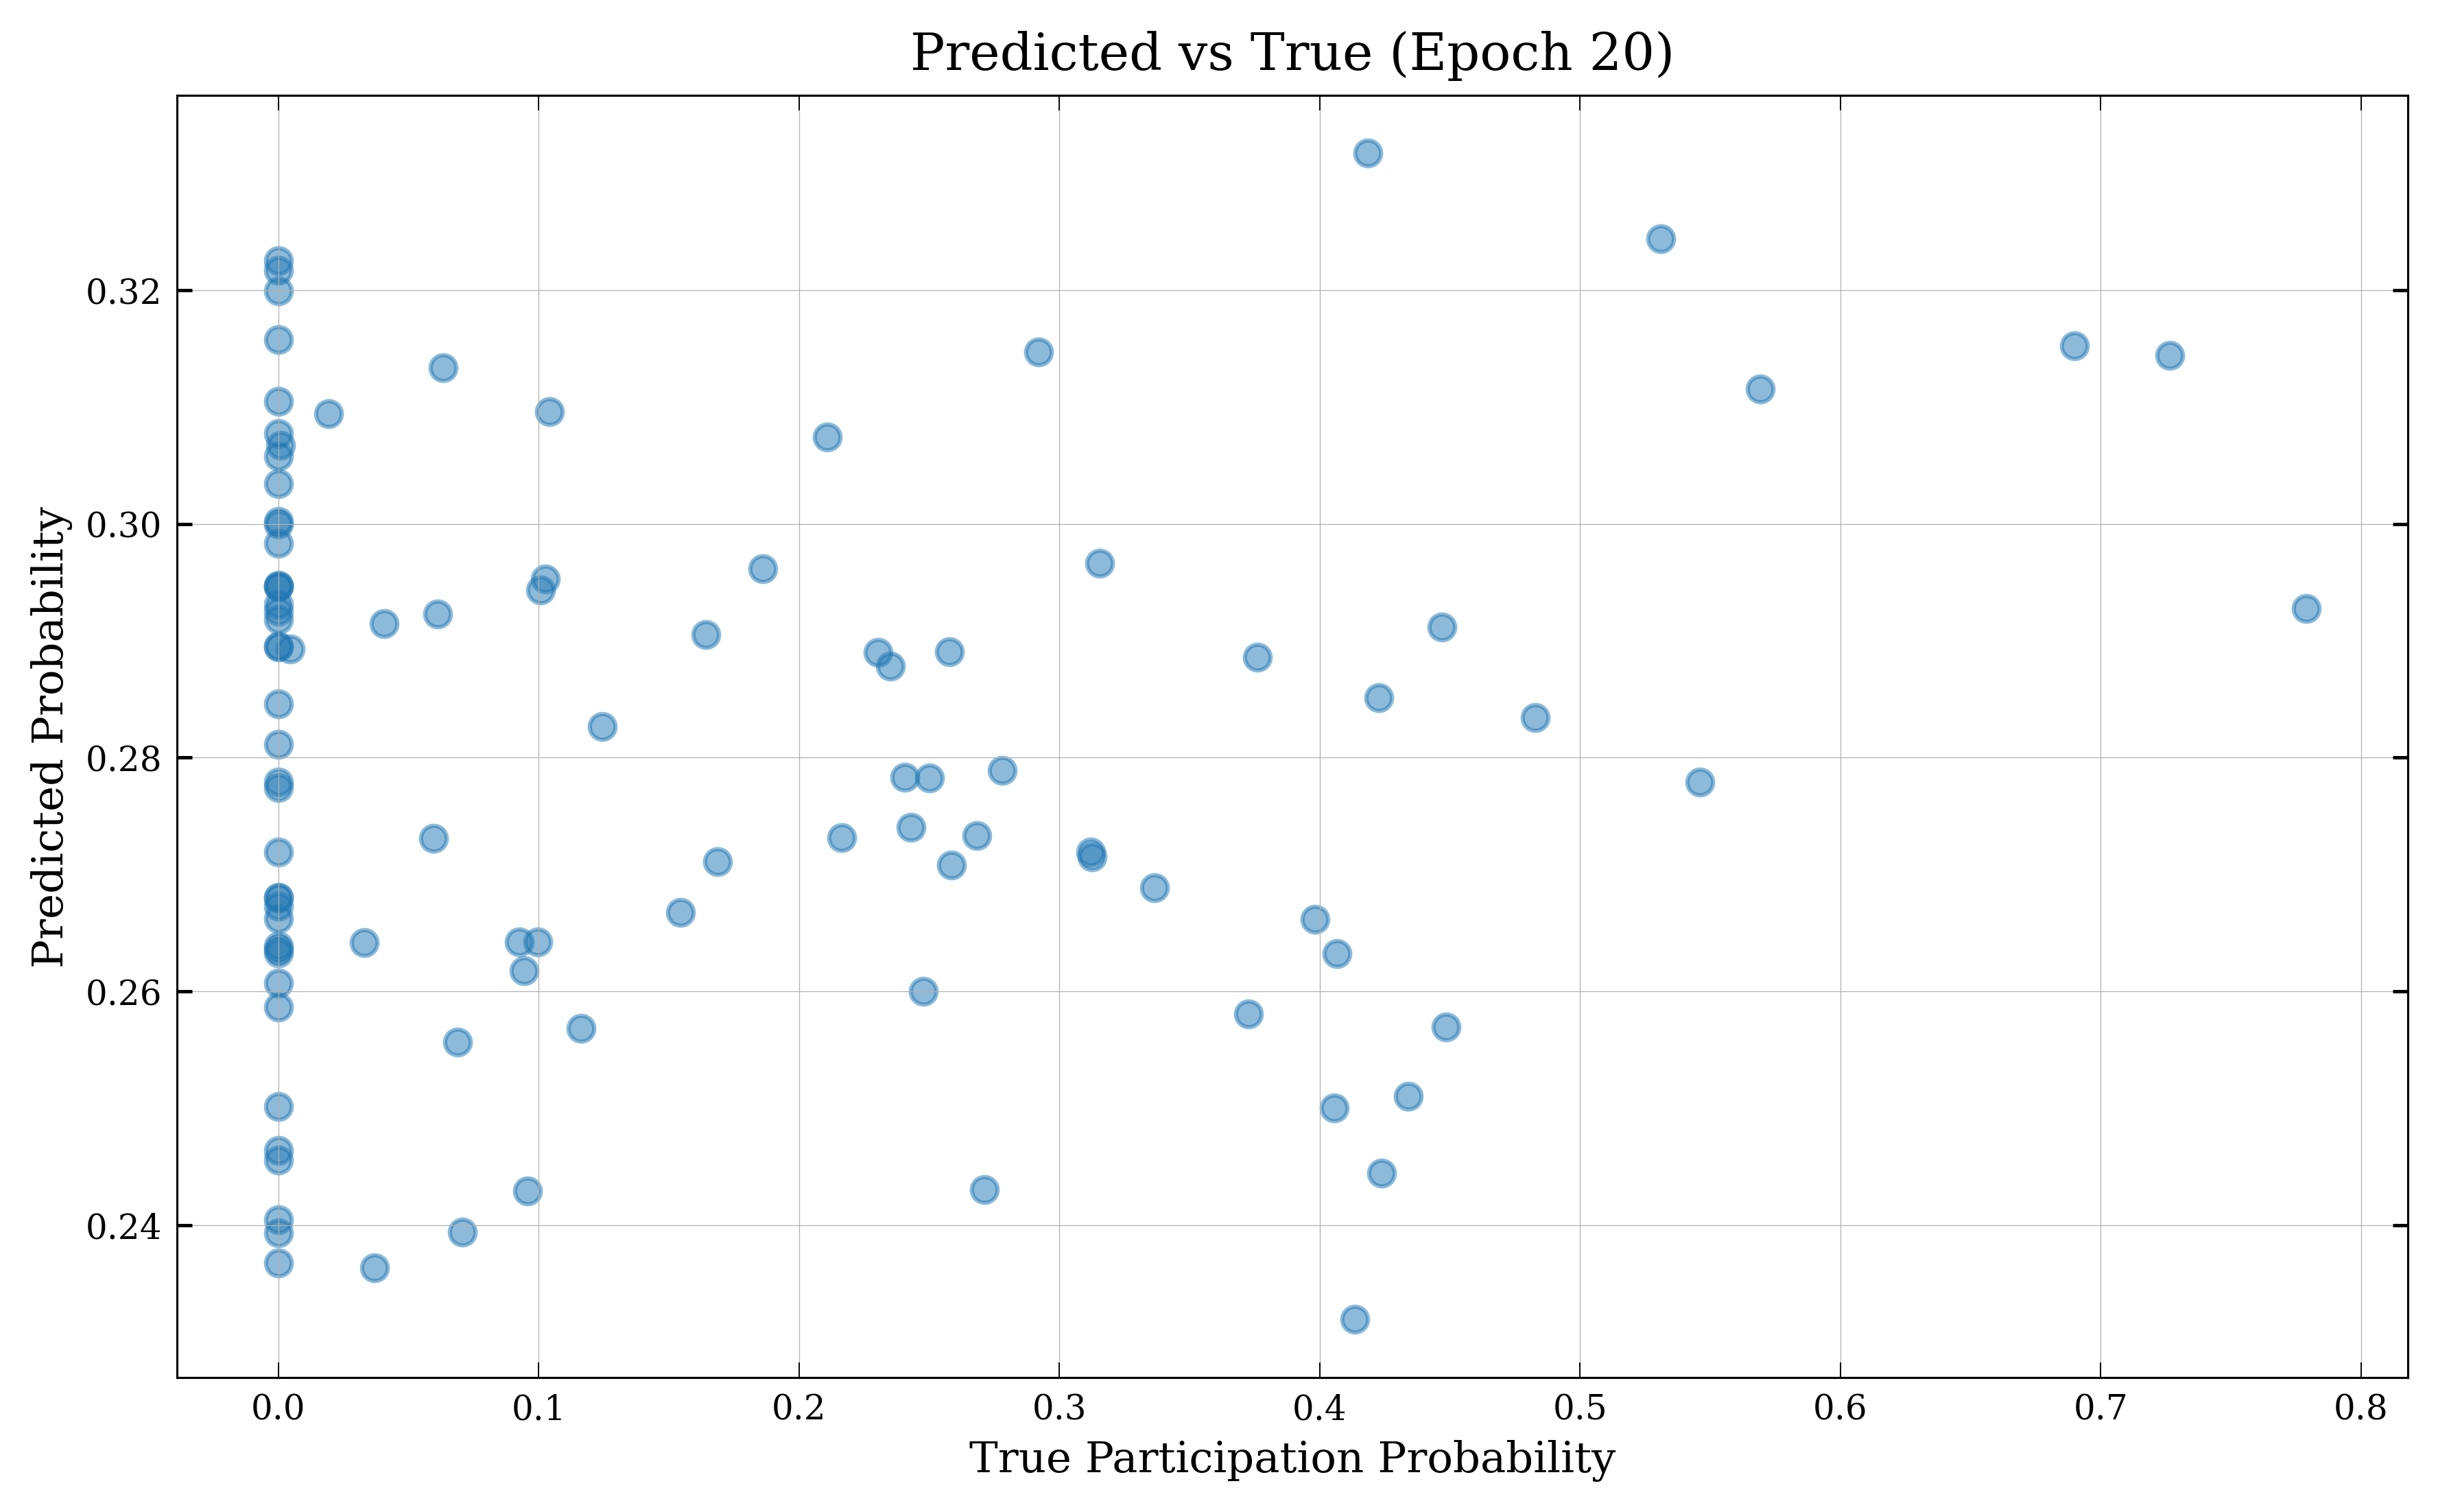 Predicted vs True (Epoch 20)
Predicted Probability
0.32
0.30
0.28
0.26
0.24
0.0 0.1 0.2 0.3 0.4 0.5 0.6 0.7 0.8
True Participation Probability